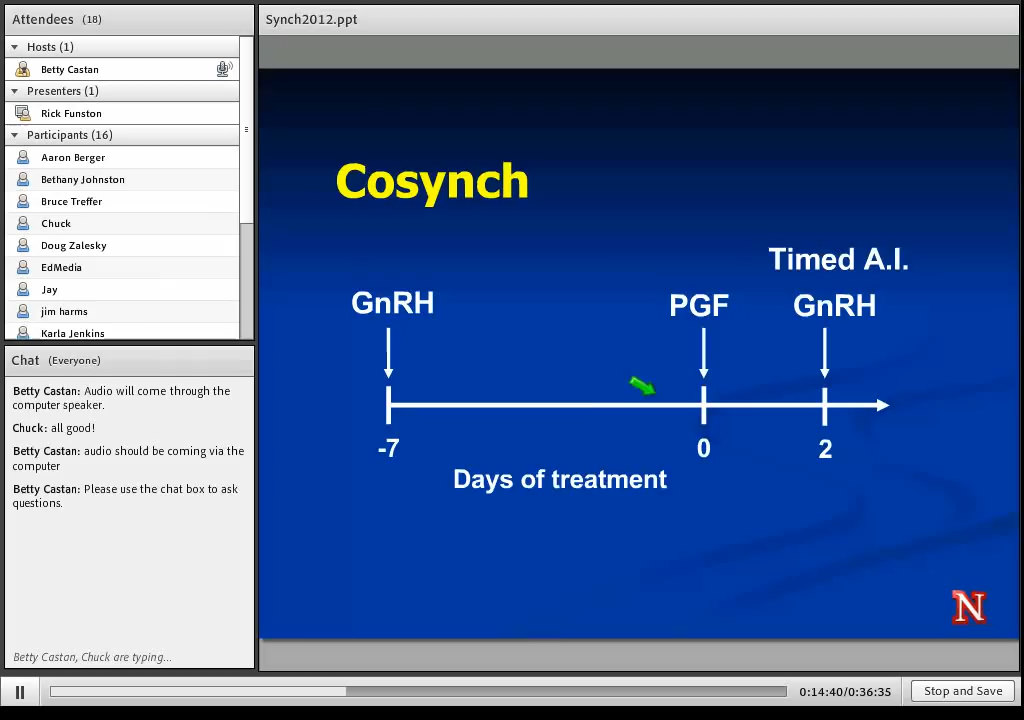 Attendees (18)
Hosts (1)
Betty Castan
Presenters (1)
Rick Funston
Participants (16)
Aaron Berger
Bethany Johnston
Bruce Treffer
Chuck
Doug Zalesky
EdMedia
Jay
jim harms
Karla Jenkins
Chat (Everyone)
Betty Castan: Audio will come through the
computer speaker.
Chuck: all good!
Betty Castan: audio should be coming via the
computer
Betty Castan: Please use the chat box to ask
questions.
Betty Castan, Chuck are typing...
Synch2012.ppt
Cosynch
Timed A.I.
GnRH PGF GnRH
-7 0 2
Days of treatment
N
0:14:40/0:36:35
Stop and Save